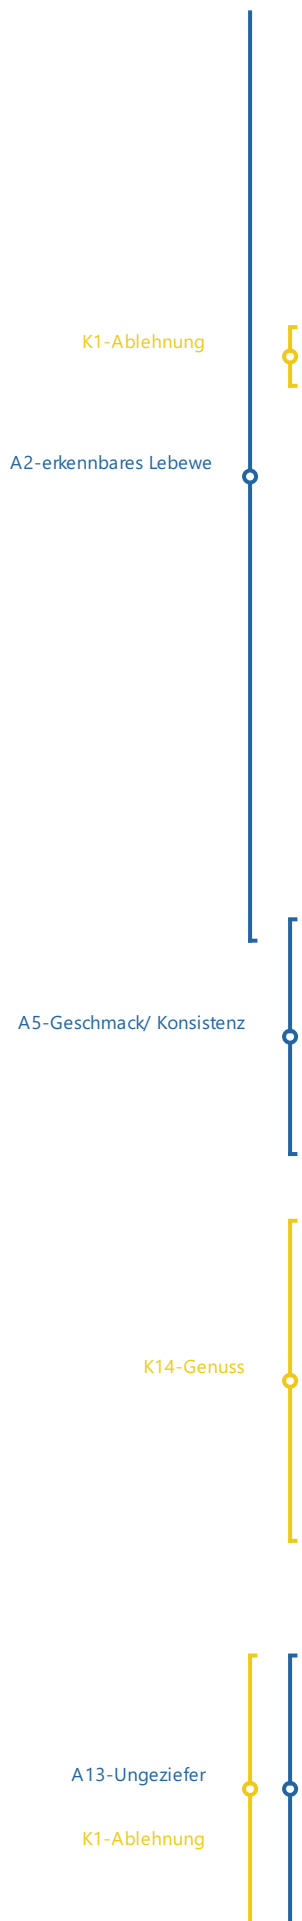 K1-Ablehnung
A2-erkennbares Lebewe
A5-Geschmack/ Konsistenz
K14-Genuss
A13-Ungeziefer
K1-Ablehnung